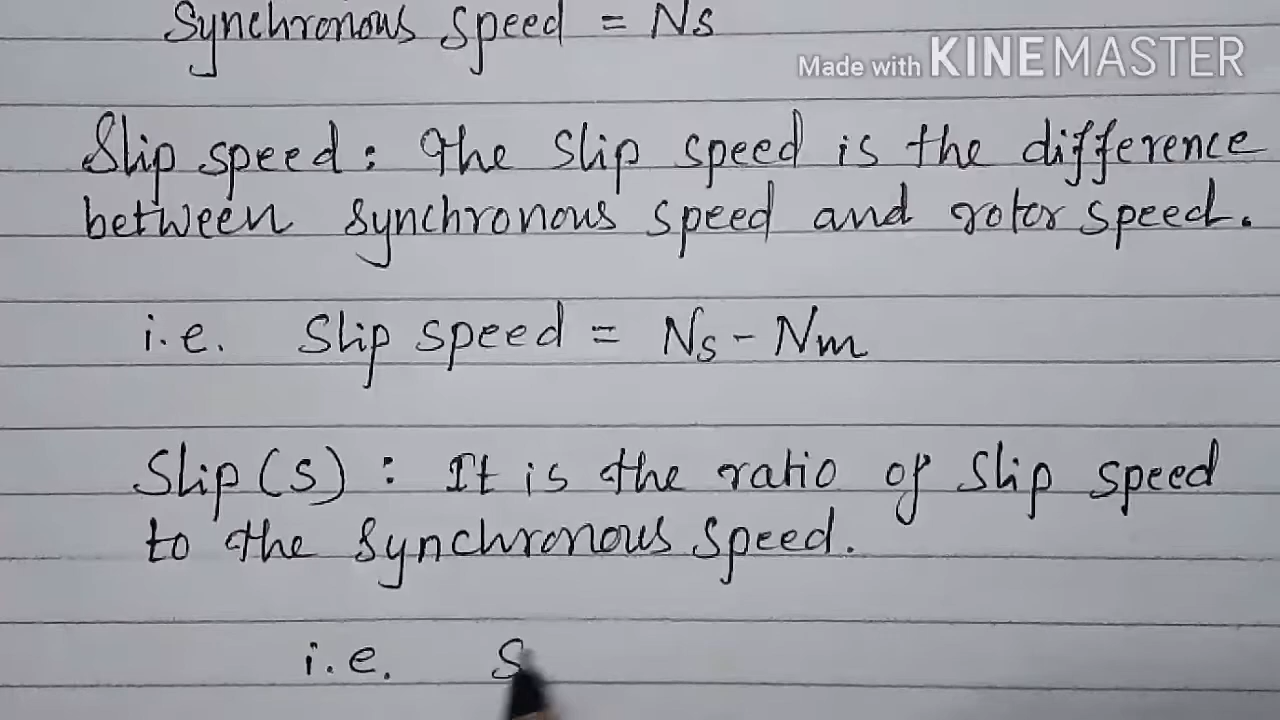 Synchronous speed = Ns
Made with KINEMASTER
Slip speed: The slip speed is the difference
between synchronous speed and rotor speed.
i.e. Slip speed = Ns - Nm
Slip (s) : It is the ratio of slip speed
to the synchronous speed.
i.e. S